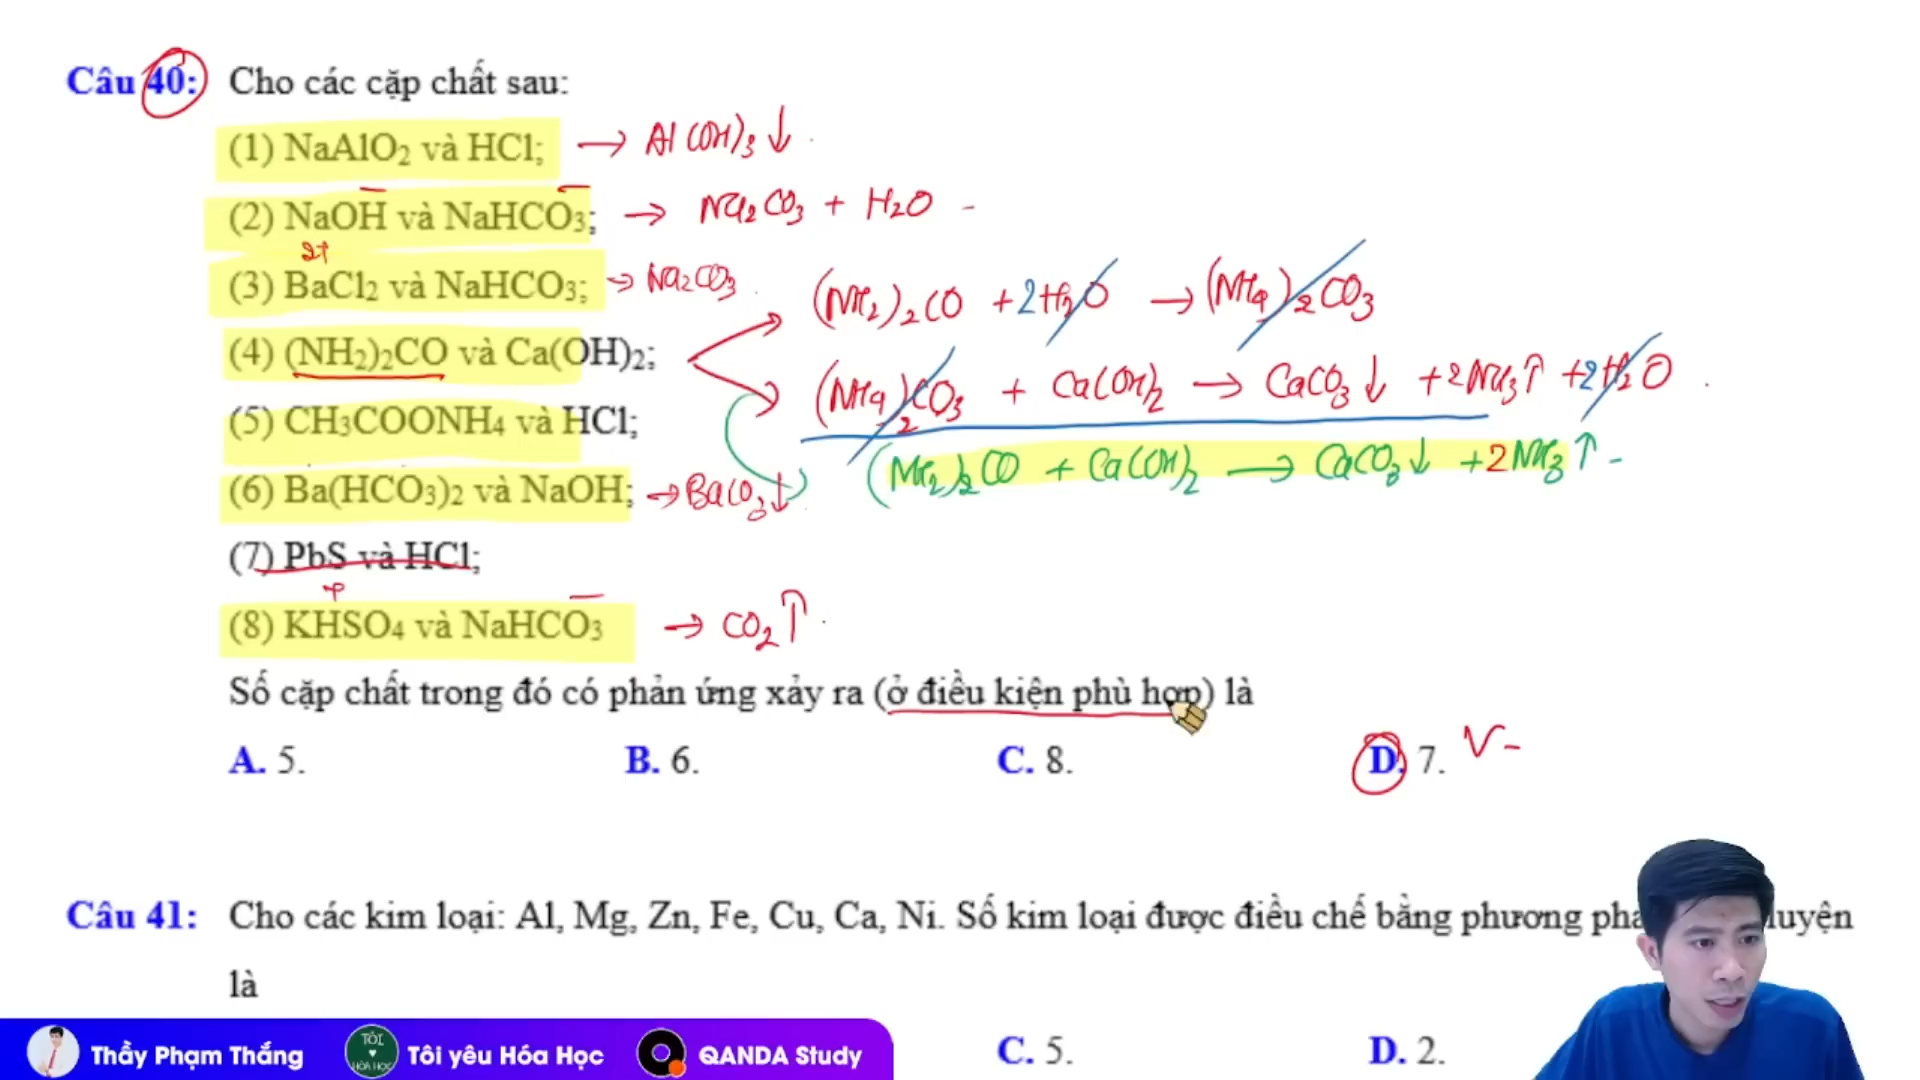 Câu 40: Cho các cặp chất sau:
(1) NaAlO2 và HCl; → Al(OH)3↓
(2) NaOH và NaHCO3; → Na2CO3 + H2O
2+
(3) BaCl2 và NaHCO3; → Na2CO3
(NH2)2CO + 2H2O → (NH4)2CO3
(4) (NH2)2CO và Ca(OH)2;
(NH4)2CO3 + Ca(OH)2 → CaCO3↓ + 2NH3↑ + 2H2O
(5) CH3COONH4 và HCl;
(NH2)2CO + Ca(OH)2 → CaCO3↓ + 2NH3↑
(6) Ba(HCO3)2 và NaOH; → BaCO3↓
(7) PbS và HCl;
+
(8) KHSO4 và NaHCO3 → CO2↑
Số cặp chất trong đó có phản ứng xảy ra (ở điều kiện phù hợp) là
A. 5. B. 6. C. 8. D. 7.
Câu 41: Cho các kim loại: Al, Mg, Zn, Fe, Cu, Ca, Ni. Số kim loại được điều chế bằng phương luyện
là
C. 5. D. 2.
Thầy Phạm Thắng TÔI YÊU HÓA HỌC Tôi yêu Hóa Học QANDA Study